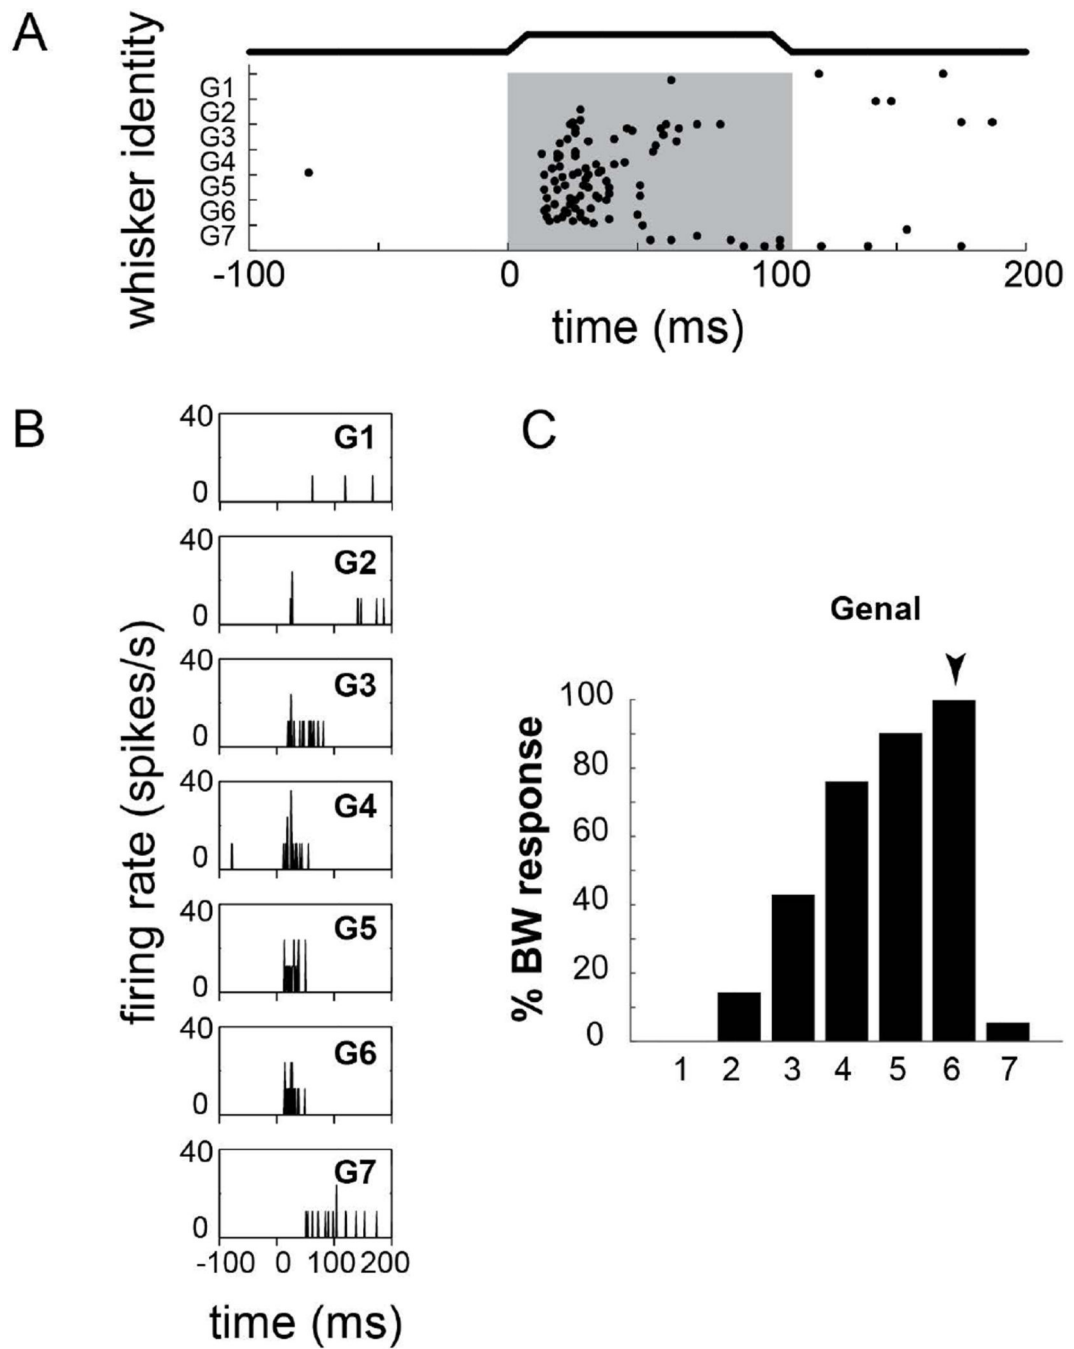 A
whisker identity
G1
G2
G3
G4
G5
G6
G7
-100 0 100 200
time (ms)
B
firing rate (spikes/s)
40
0
G1
40
0
G2
40
0
G3
40
0
G4
40
0
G5
40
0
G6
40
0
G7
-100 0 100 200
time (ms)
C
Genal
% BW response
100
80
60
40
20
0
1 2 3 4 5 6 7